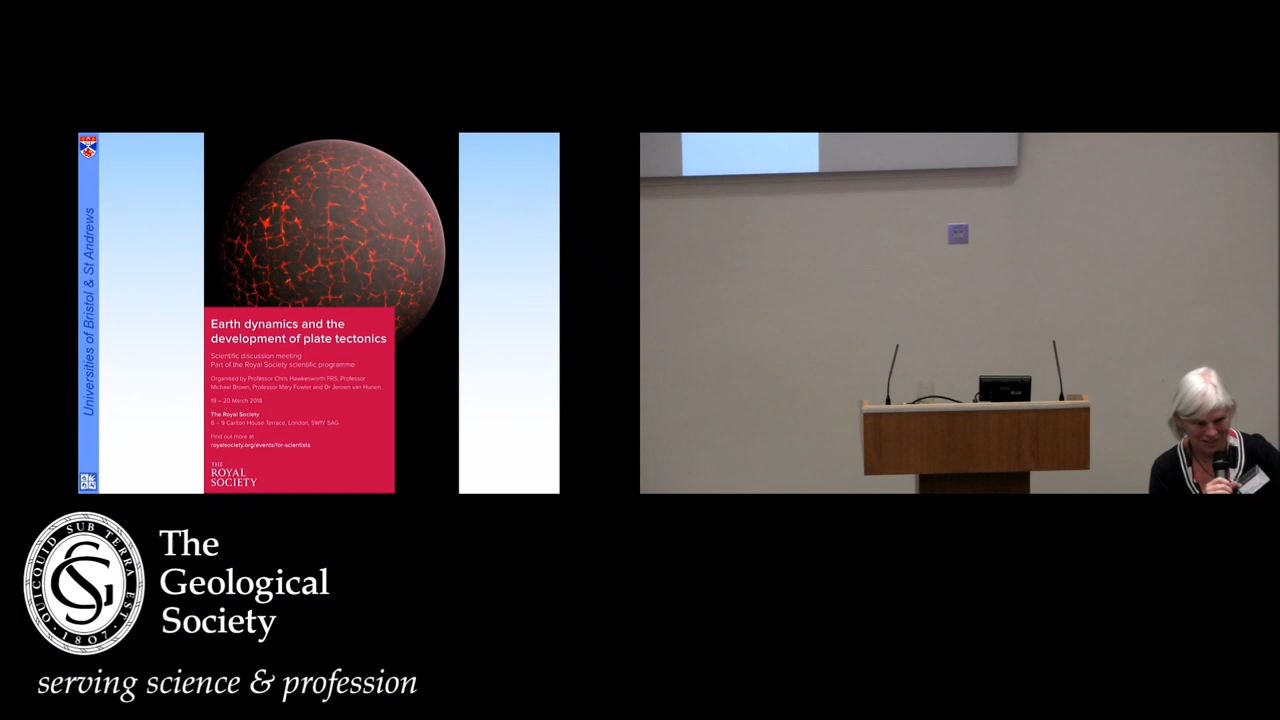 Universities of Bristol & St Andrews
Earth dynamics and the
development of plate tectonics
Scientific discussion meeting
Part of the Royal Society scientific programme
Organised by Professor Chris Hawkesworth FRS, Professor
Michael Brown, Professor Mary Fowler and Dr Jeroen van Hunen
19 – 20 March 2018
The Royal Society
6 – 9 Carlton House Terrace, London, SW1Y 5AG
Find out more at
royalsociety.org/events/for-scientists
THE
ROYAL
SOCIETY
QUICQUID SUB TERRA EST
1807
The
Geological
Society
serving science & profession